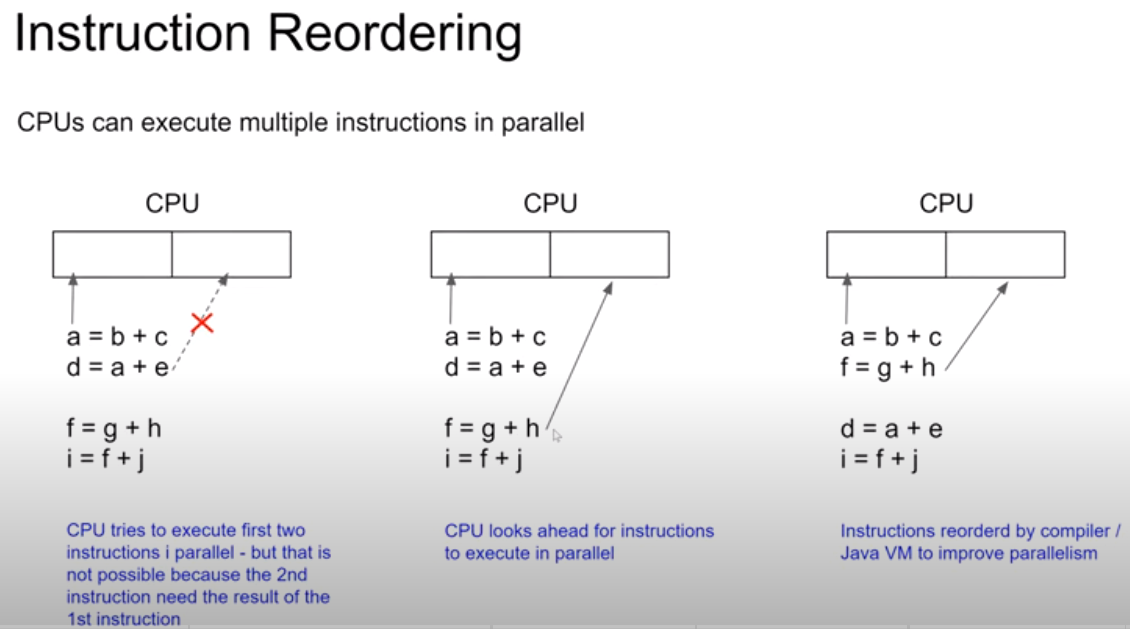 Instruction Reordering
CPUs can execute multiple instructions in parallel
CPU
a = b + c
d = a + e
f = g + h
i = f + j
CPU tries to execute first two
instructions i parallel - but that is
not possible because the 2nd
instruction need the result of the
1st instruction
CPU
a = b + c
d = a + e
f = g + h
i = f + j
CPU looks ahead for instructions
to execute in parallel
CPU
a = b + c
f = g + h
d = a + e
i = f + j
Instructions reorderd by compiler /
Java VM to improve parallelism